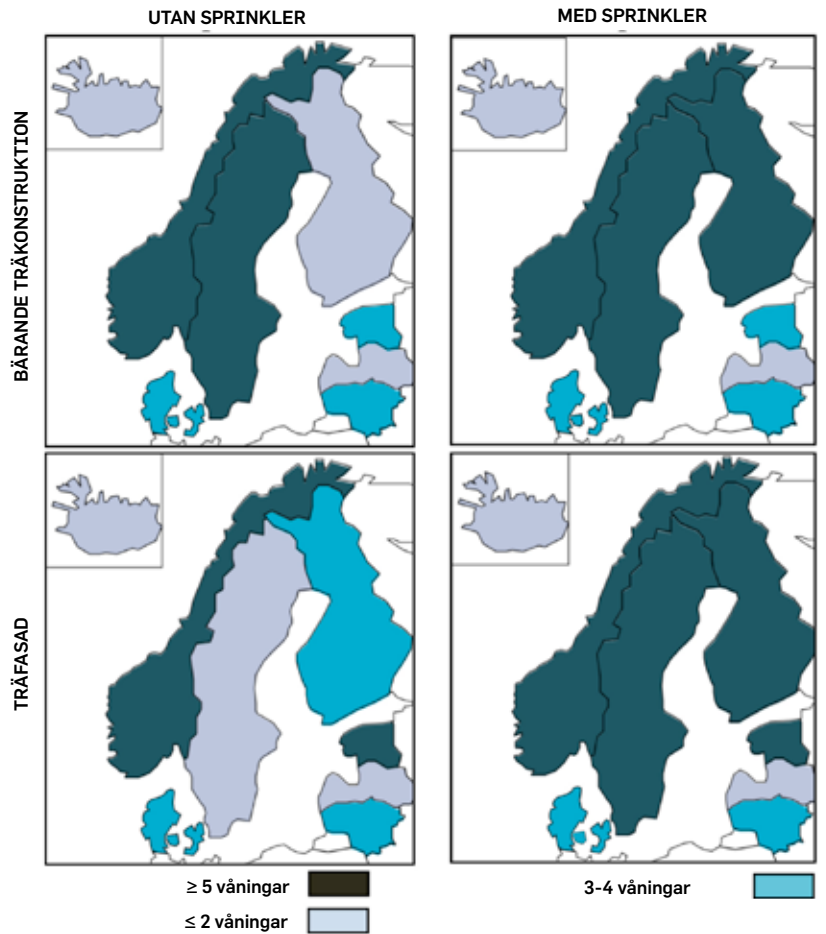 UTAN SPRINKLER
MED SPRINKLER
BÄRANDE TRÄKONSTRUKTION
TRÄFASAD
≥ 5 våningar
3-4 våningar
≤ 2 våningar